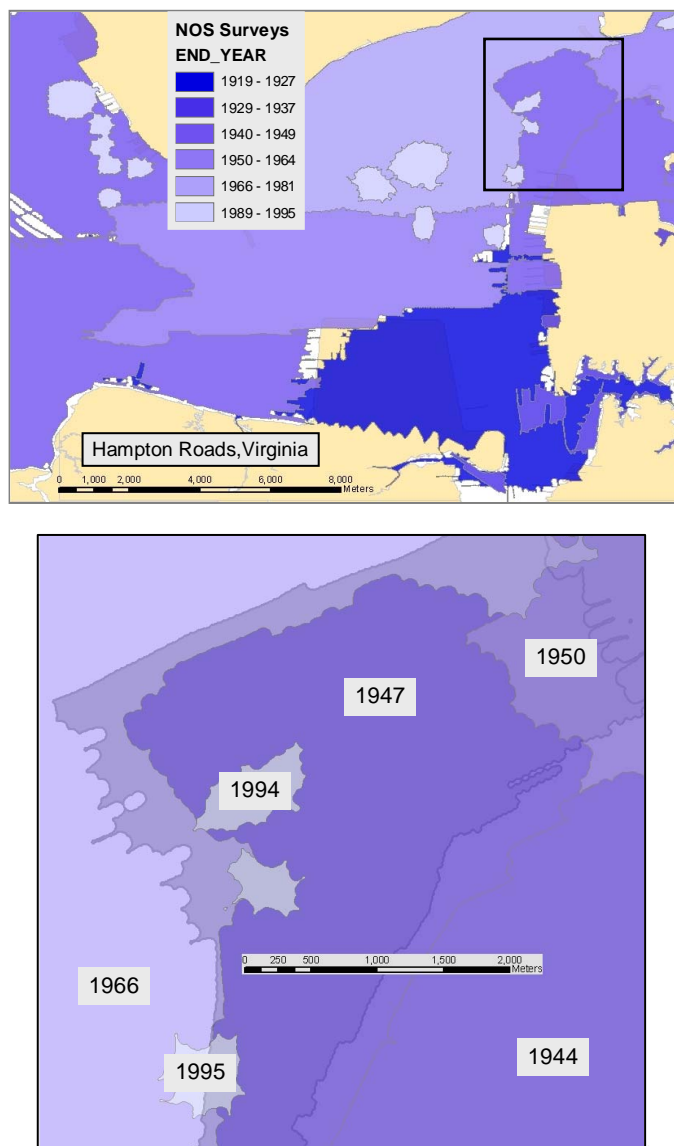 NOS Surveys
END_YEAR
1919 - 1927
1929 - 1937
1940 - 1949
1950 - 1964
1966 - 1981
1989 - 1995
Hampton Roads,Virginia
0 1,000 2,000 4,000 6,000 8,000
Meters
1950
1947
1994
0 250 500 1,000 1,500 2,000
Meters
1966
1944
1995